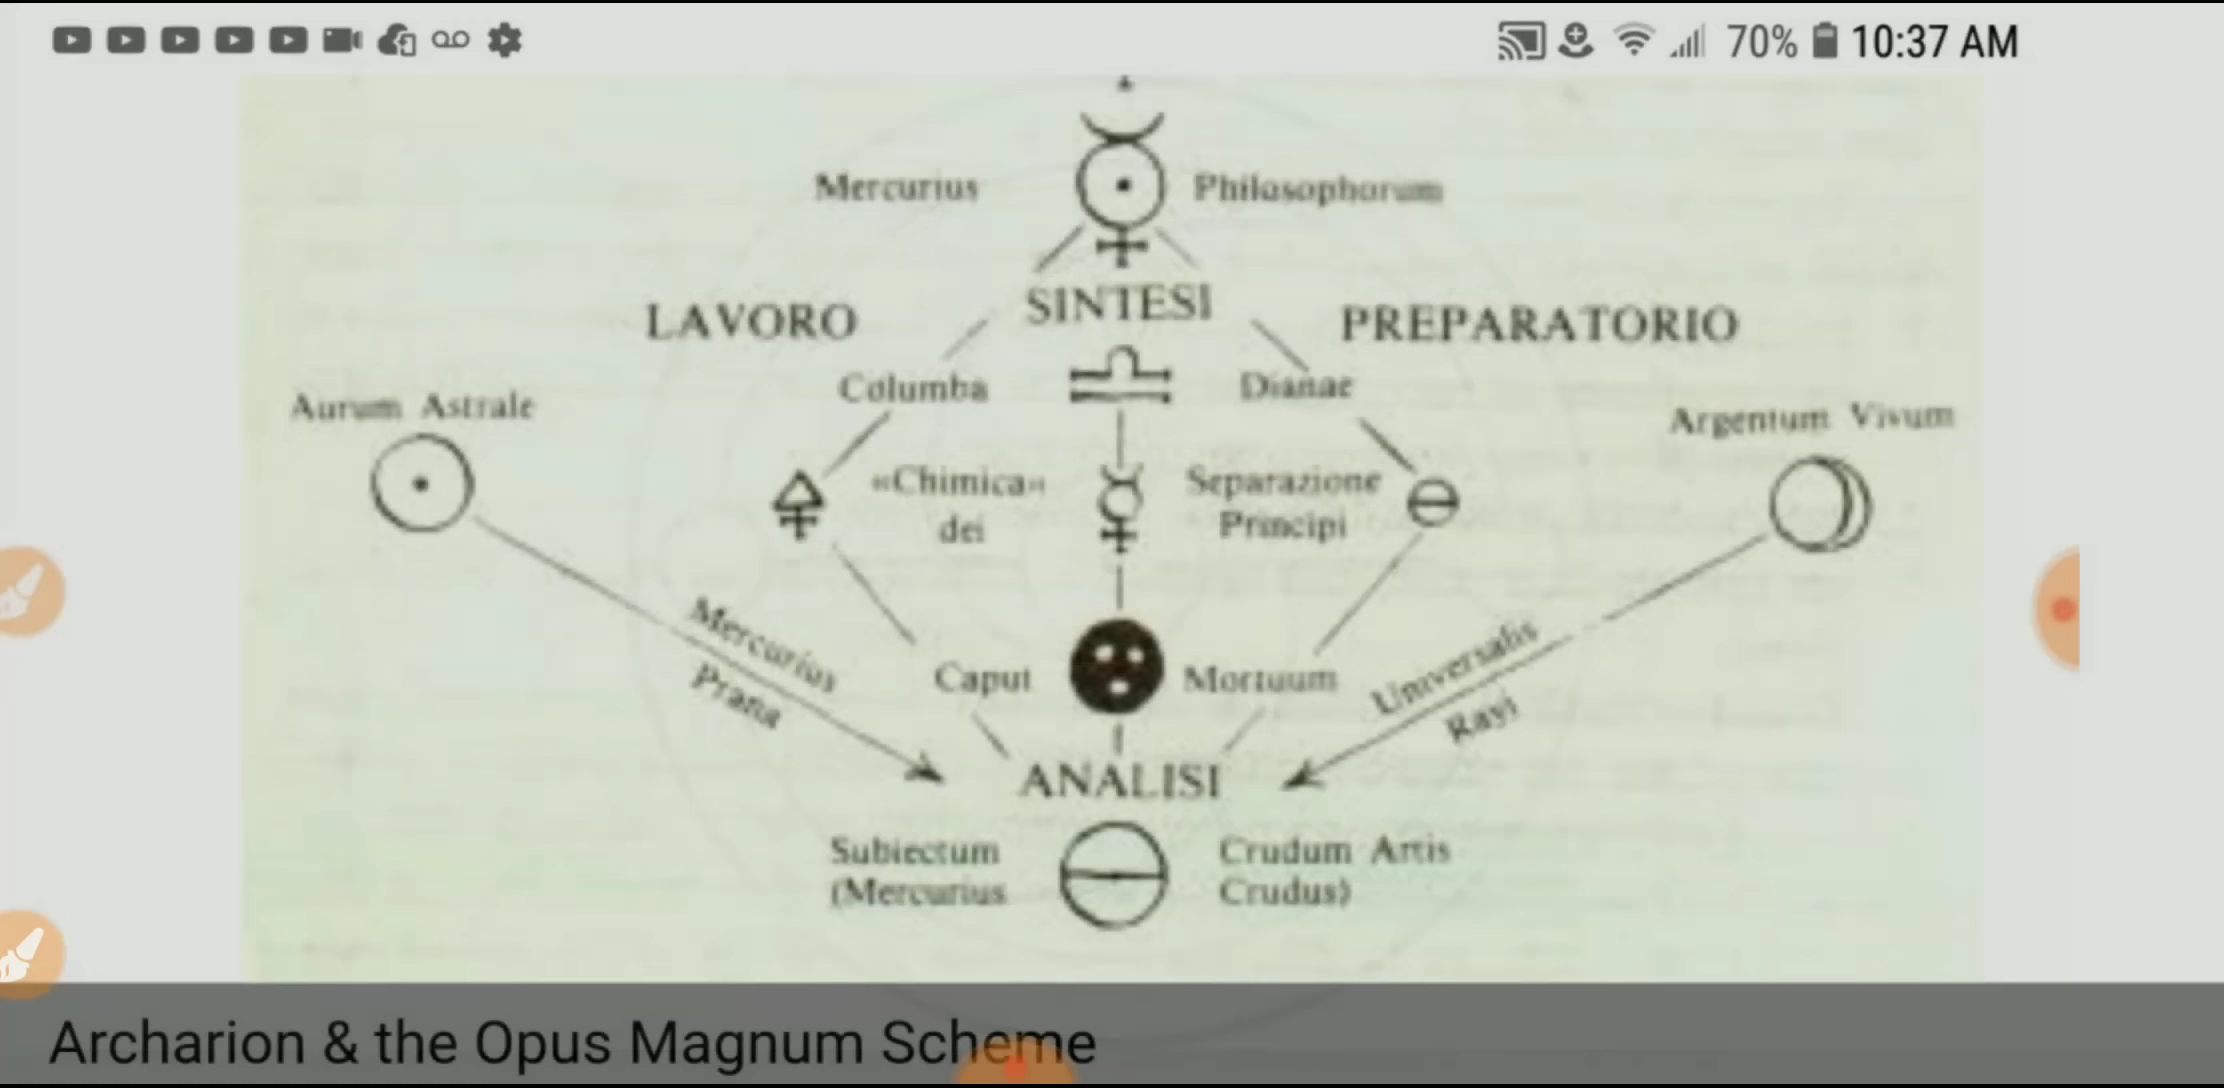 70% 10:37 AM
Mercurius Philosophorum
SINTESI
LAVORO PREPARATORIO
Columba Dianae
Aurum Astrale
Argentum Vivum
«Chimica» Separazione
dei Principi
Mercurius Universalis
Prana Rayi
Caput Mortuum
ANALISI
Subiectum Crudum Artis
(Mercurius Crudus)
Archarion & the Opus Magnum Scheme